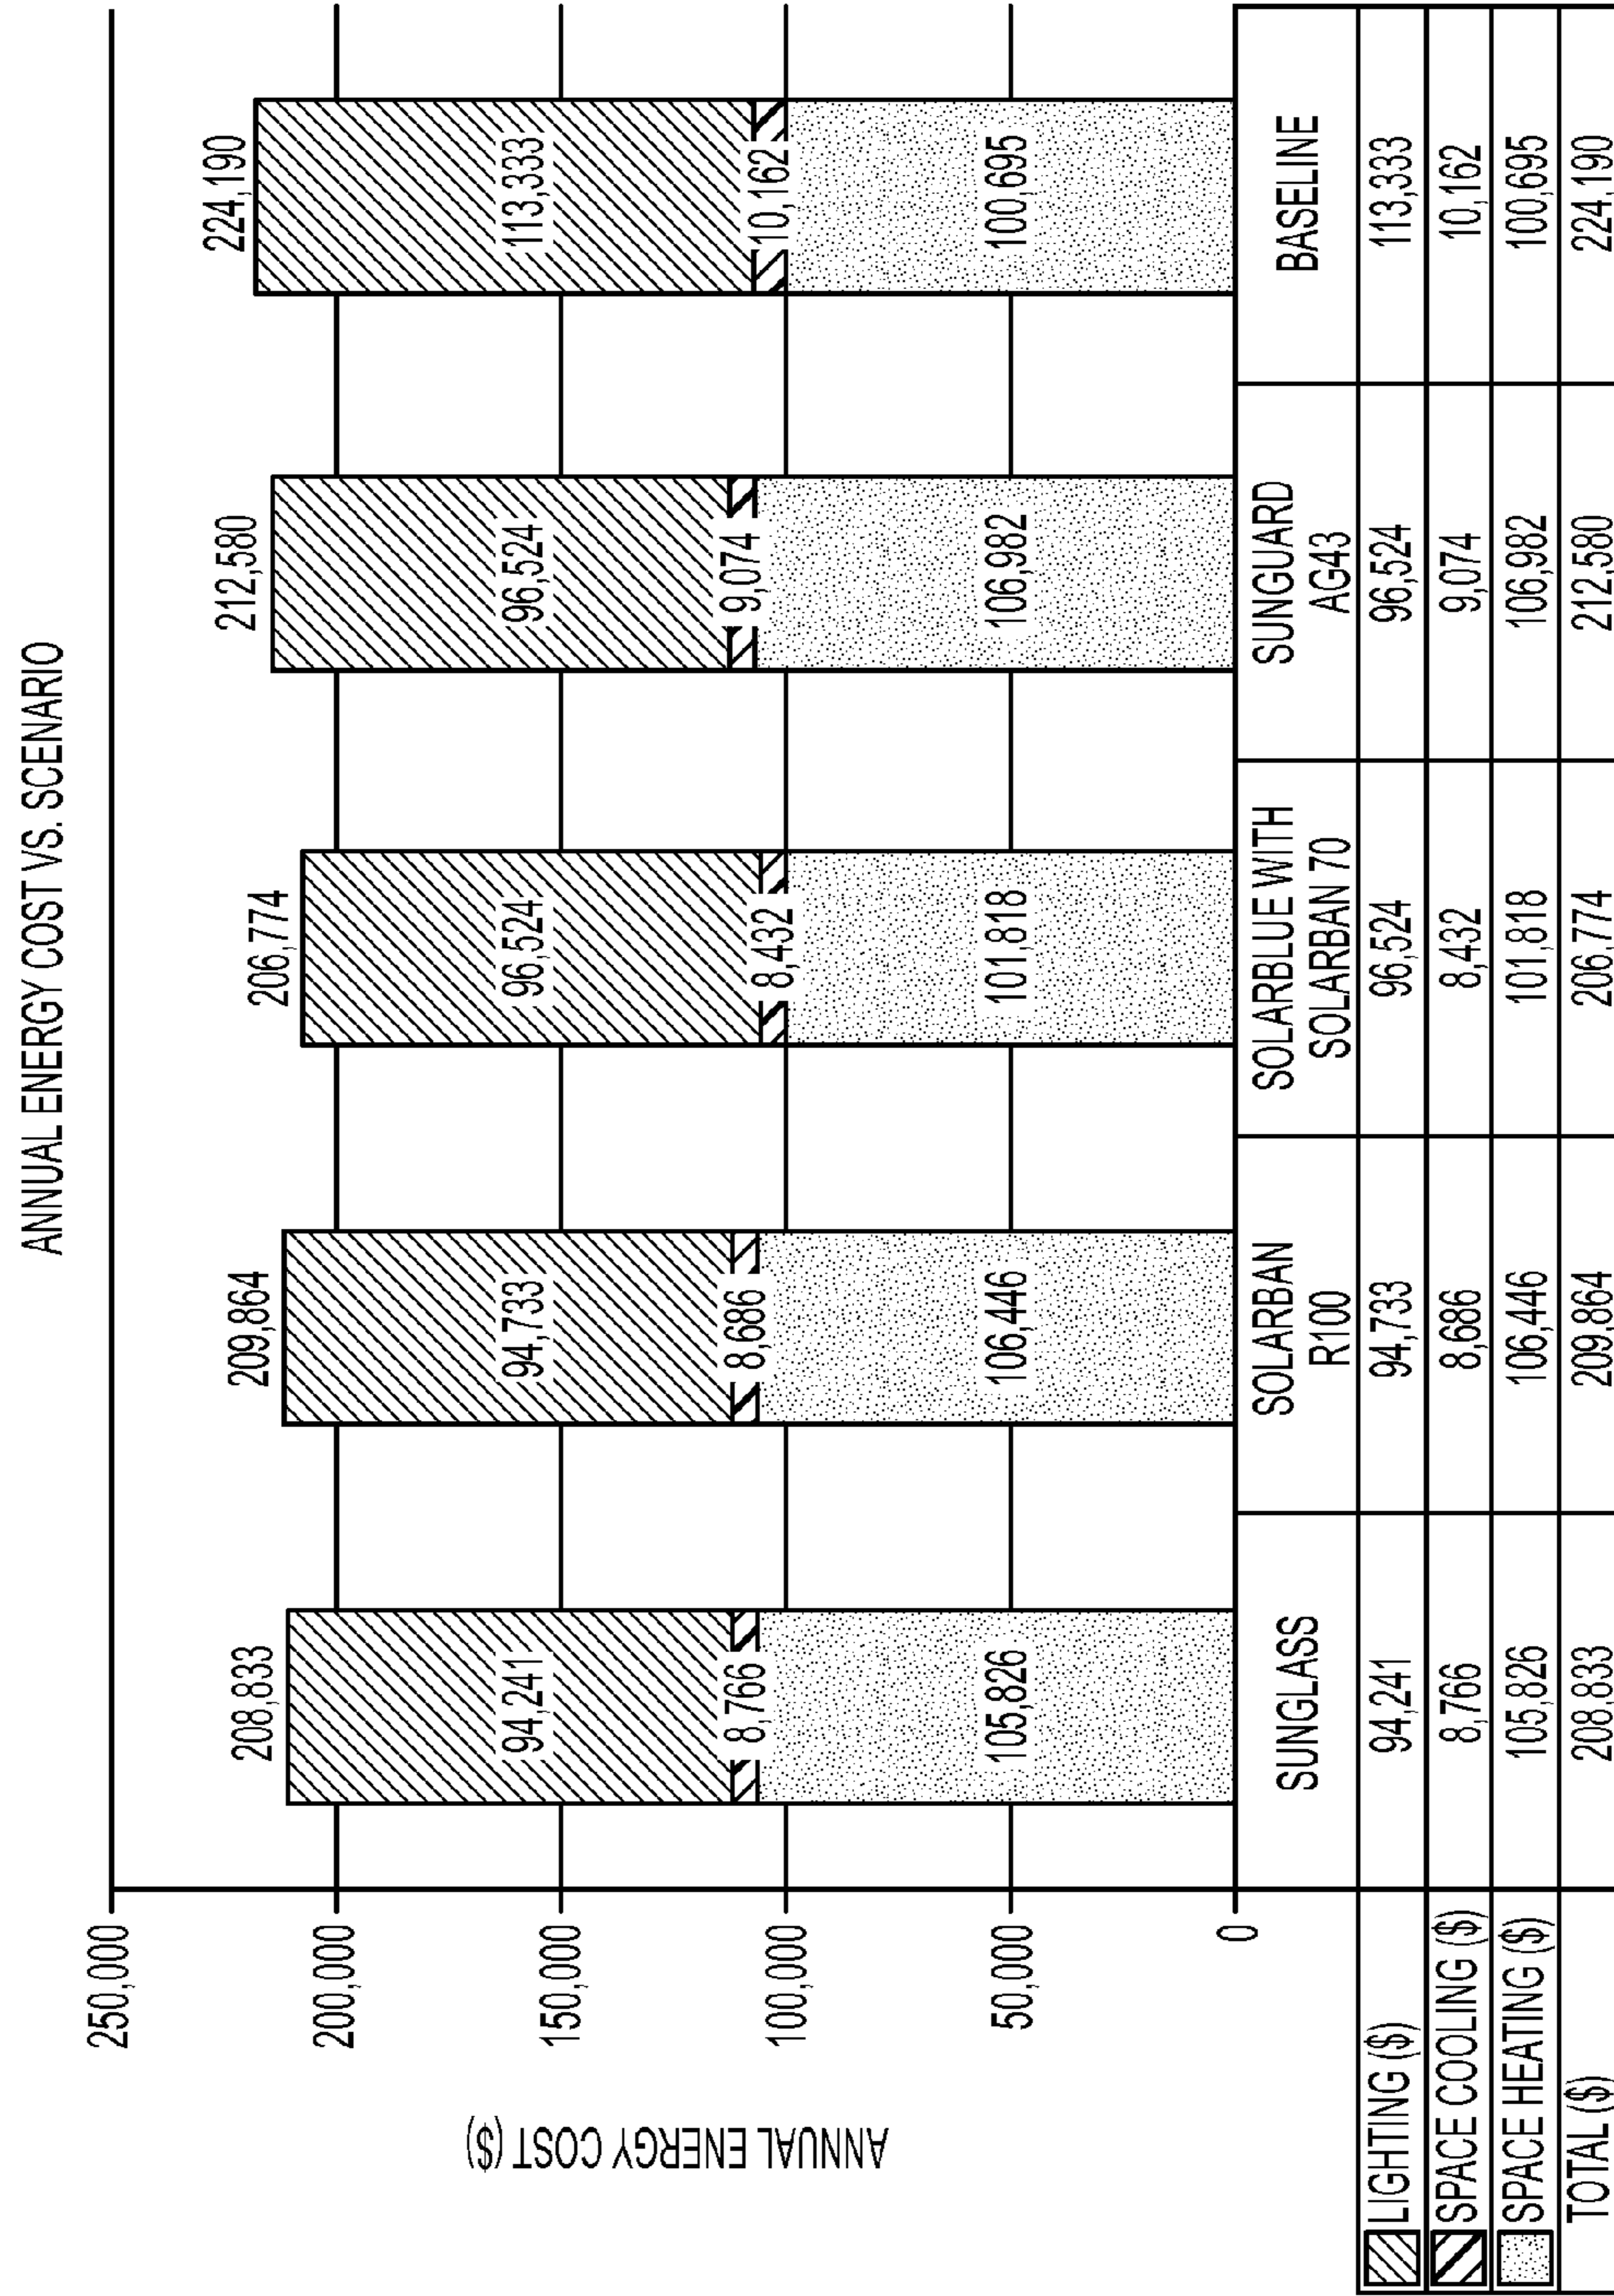 ANNUAL ENERGY COST VS. SCENARIO
ANNUAL ENERGY COST ($)
250,000
200,000
150,000
100,000
50,000
0
208,833
94,241
8,766
105,826
209,864
94,733
8,686
106,446
206,774
96,524
8,432
101,818
212,580
96,524
9,074
106,982
224,190
113,333
10,162
100,695
SUNGLASS
SOLARBAN
R100
SOLARBLUE WITH
SOLARBAN 70
SUNGUARD
AG43
BASELINE
LIGHTING ($) 94,241 94,733 96,524 96,524 113,333
SPACE COOLING ($) 8,766 8,686 8,432 9,074 10,162
SPACE HEATING ($) 105,826 106,446 101,818 106,982 100,695
TOTAL ($) 208,833 209,864 206,774 212,580 224,190